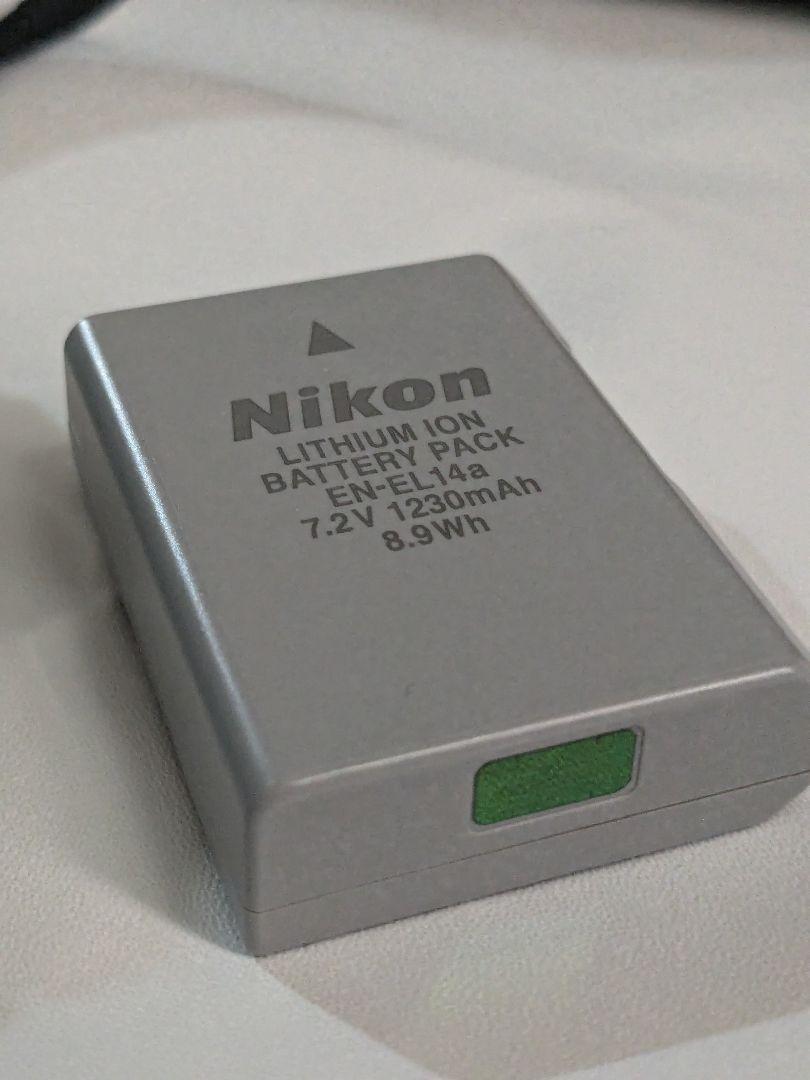 Nikon
LITHIUM ION
BATTERY PACK
EN-EL14a
7.2V 1230mAh
8.9Wh